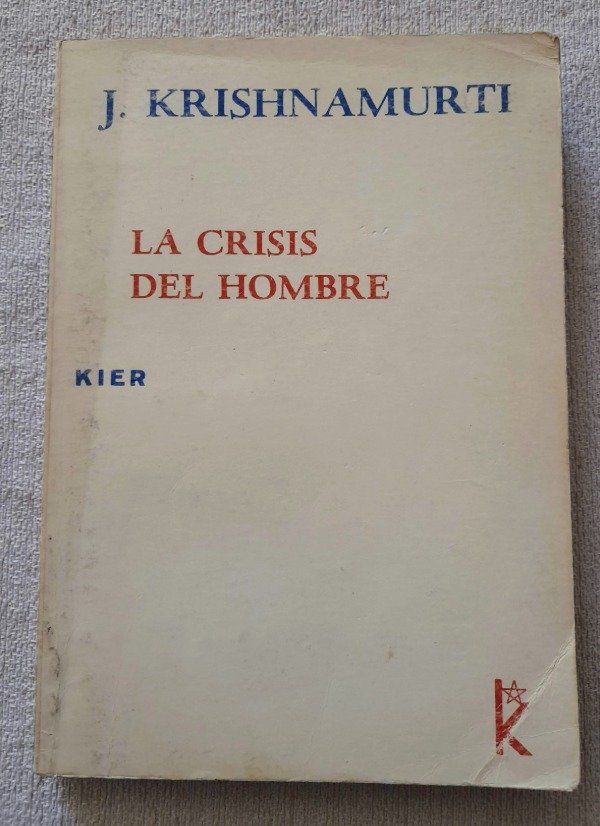 J. KRISHNAMURTI
LA CRISIS
DEL HOMBRE
KIER
k